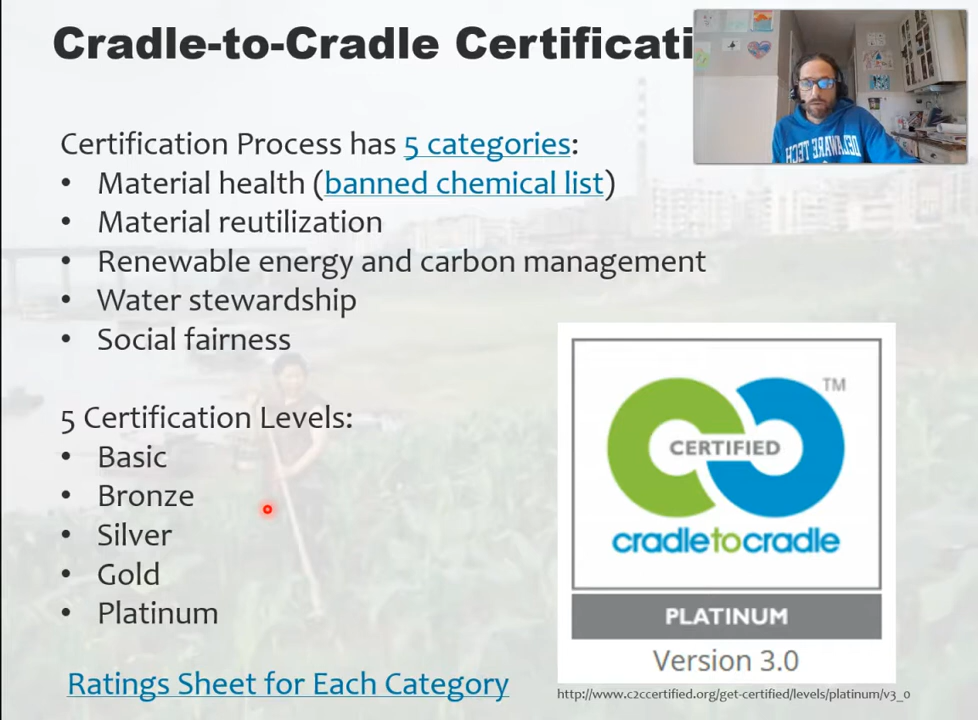 Cradle-to-Cradle Certificati
Certification Process has 5 categories:
• Material health (banned chemical list)
• Material reutilization
• Renewable energy and carbon management
• Water stewardship
• Social fairness
5 Certification Levels:
• Basic
• Bronze
• Silver
• Gold
• Platinum
Ratings Sheet for Each Category
DELAWARE
TECH
TM
CERTIFIED
cradletocradle
PLATINUM
Version 3.0
http://www.c2ccertified.org/get-certified/levels/platinum/v3_0